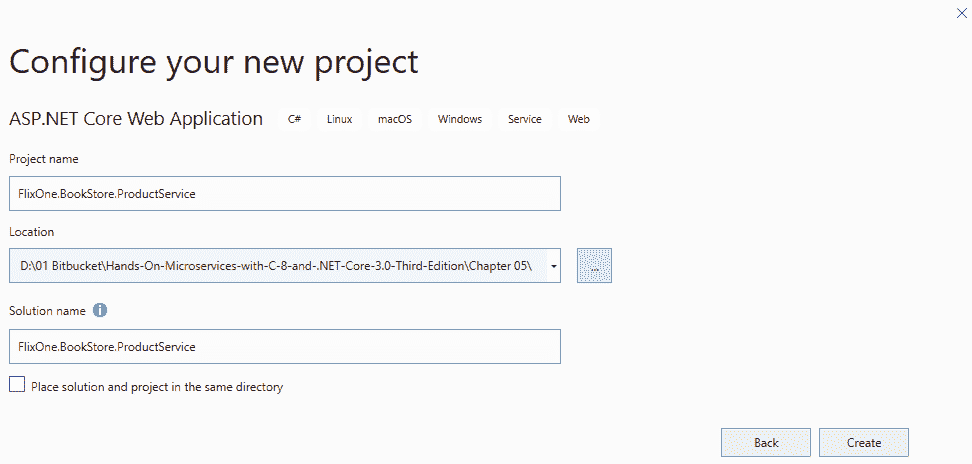 Configure your new project
ASP.NET Core Web Application C# Linux macOS Windows Service Web
Project name
FlixOne.BookStore.ProductService
Location
D:\01 Bitbucket\Hands-On-Microservices-with-C-8-and-.NET-Core-3.0-Third-Edition\Chapter 05\
...
Solution name
FlixOne.BookStore.ProductService
Place solution and project in the same directory
Back Create